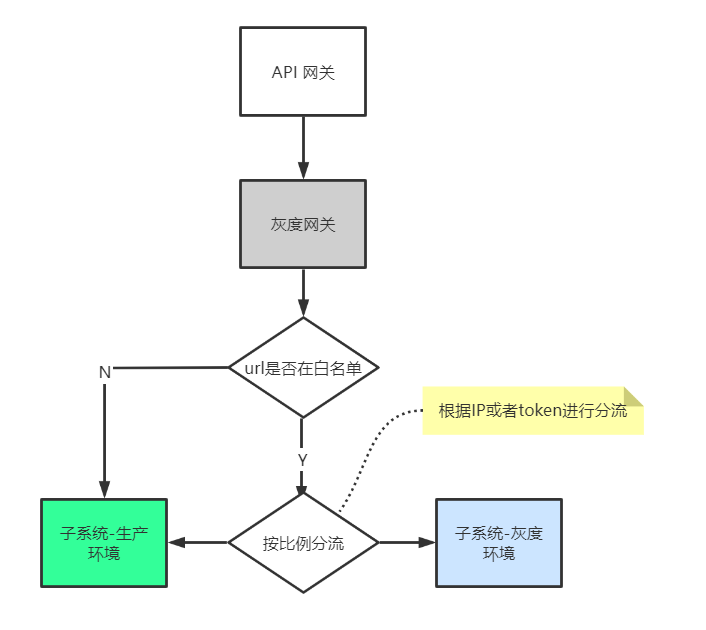 API 网关
灰度网关
url是否在白名单
N
根据IP或者token进行分流
Y
子系统-生产
环境
按比例分流
子系统-灰度
环境